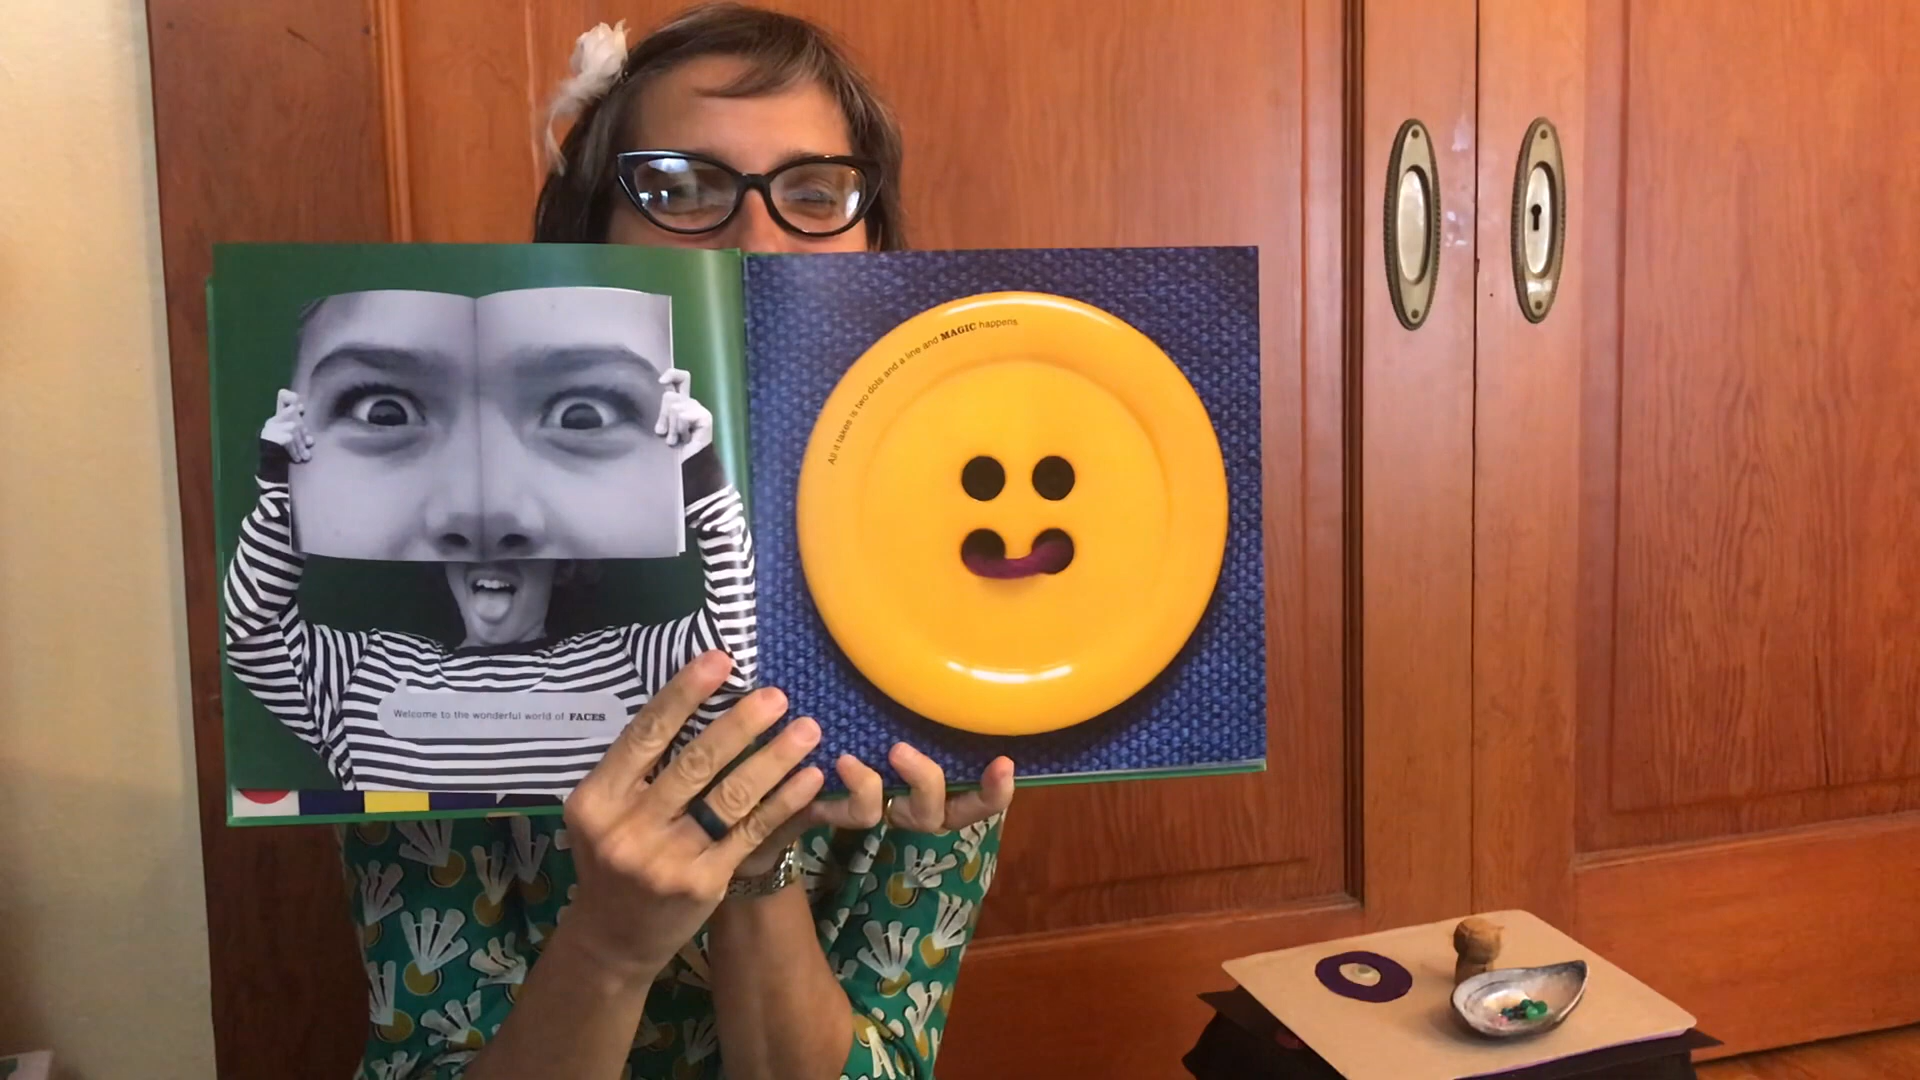 Welcome to the wonderful world of FACES
All it takes is two dots and a line and MAGIC happens